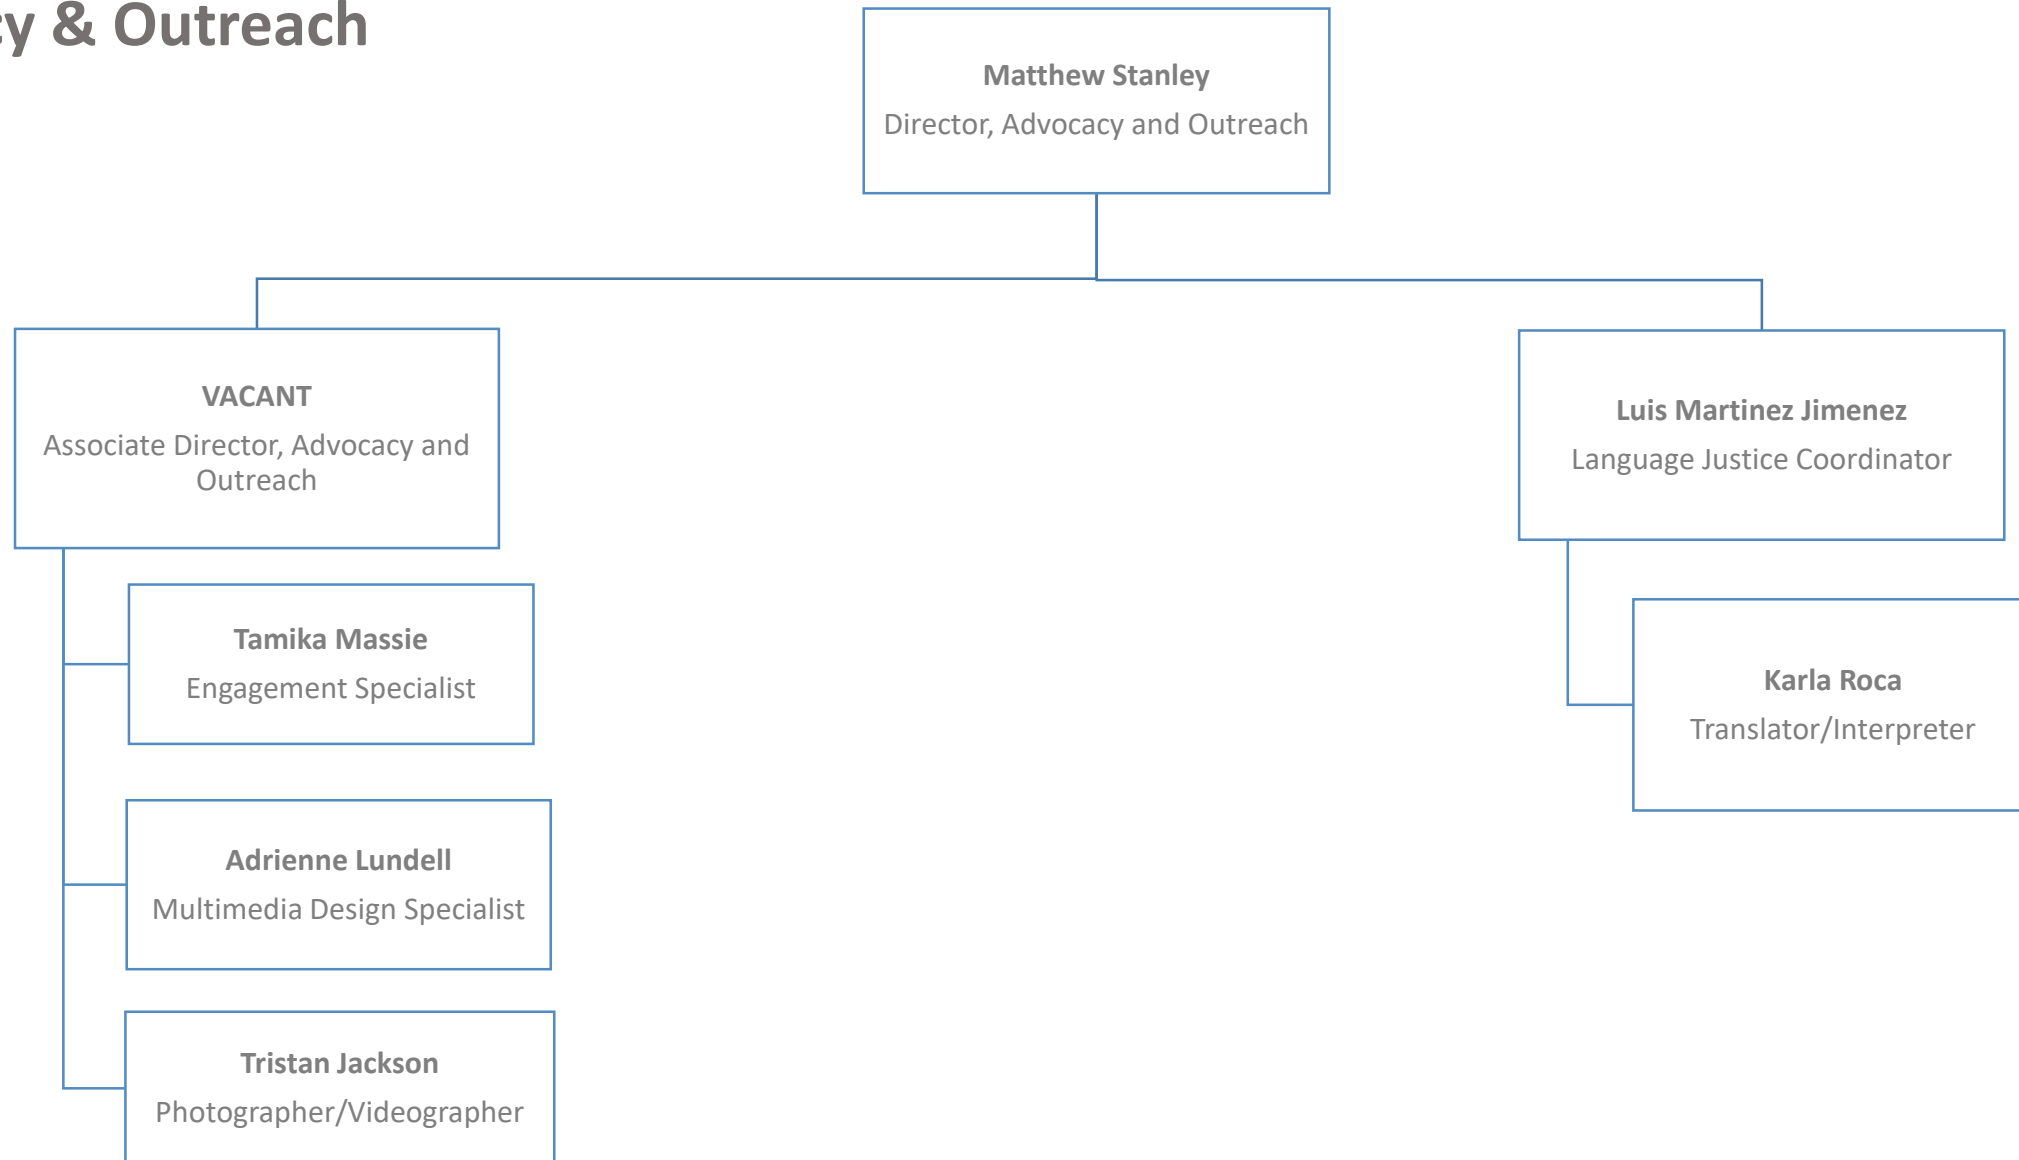 cy & Outreach
Matthew Stanley
Director, Advocacy and Outreach
VACANT
Associate Director, Advocacy and
Outreach
Luis Martinez Jimenez
Language Justice Coordinator
Tamika Massie
Engagement Specialist
Karla Roca
Translator/Interpreter
Adrienne Lundell
Multimedia Design Specialist
Tristan Jackson
Photographer/Videographer